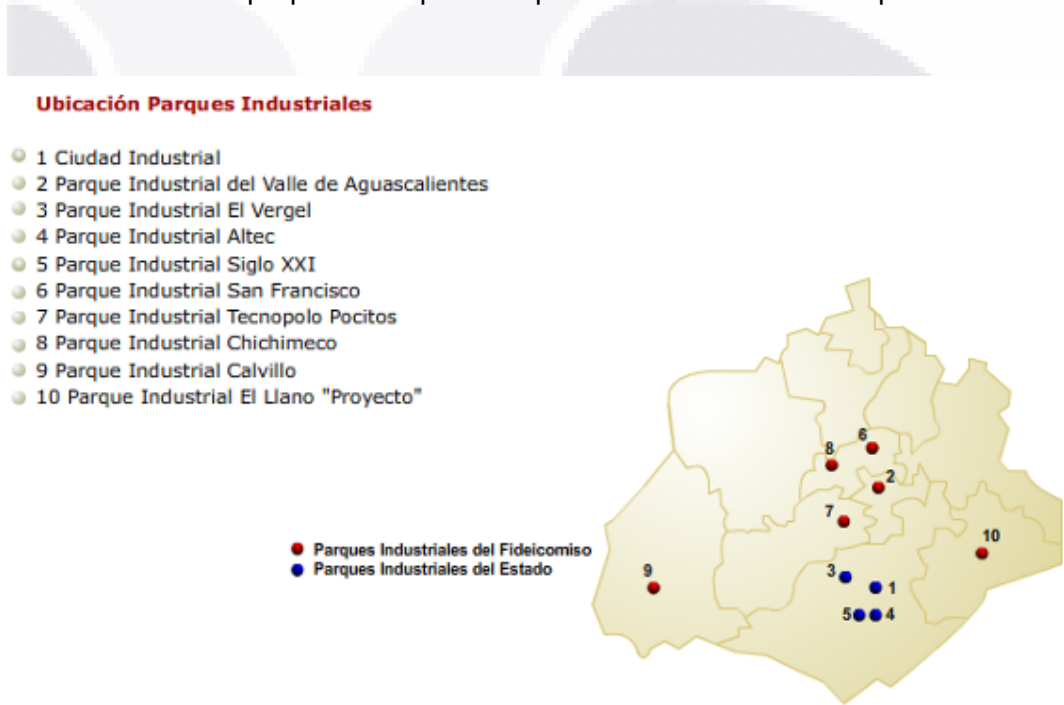 Ubicación Parques Industriales
1 Ciudad Industrial
2 Parque Industrial del Valle de Aguascalientes
3 Parque Industrial El Vergel
4 Parque Industrial Altec
5 Parque Industrial Siglo XXI
6 Parque Industrial San Francisco
7 Parque Industrial Tecnopolo Pocitos
8 Parque Industrial Chichimeco
9 Parque Industrial Calvillo
10 Parque Industrial El Llano "Proyecto"
6
8
2
7
10
Parques Industriales del Fideicomiso
Parques Industriales del Estado
9
3
1
5
4